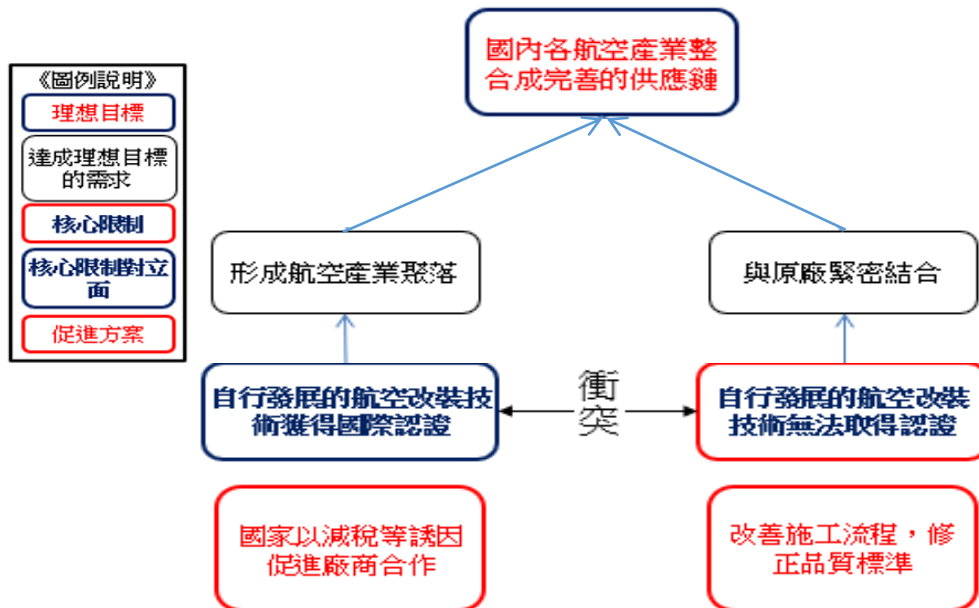 國內各航空產業整
合成完善的供應鏈
《圖例說明》
理想目標
達成理想目標
的需求
核心限制
核心限制對立
面
促進方案
形成航空產業聚落
與原廠緊密結合
自行發展的航空改裝技
術獲得國際認證
衝
突
自行發展的航空改裝
技術無法取得認證
國家以減稅等誘因
促進廠商合作
改善施工流程，修
正品質標準